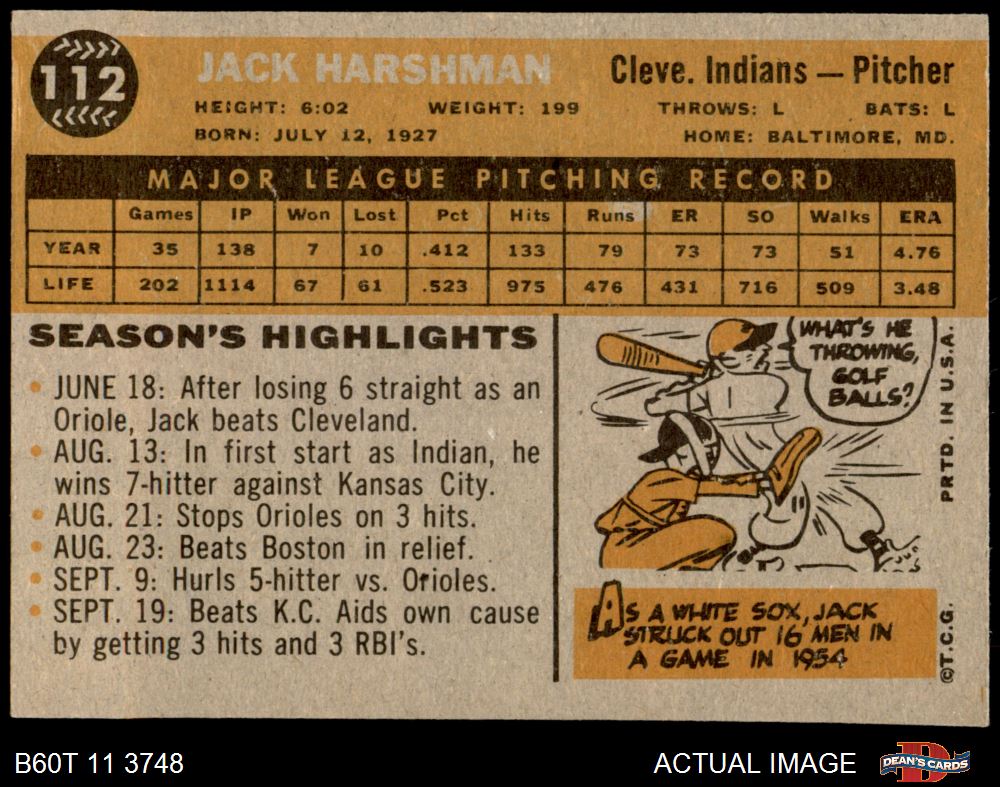 112
JACK HARSHMAN
Cleve. Indians — Pitcher
HEIGHT: 6:02 WEIGHT: 199 THROWS: L BATS: L
BORN: JULY 12, 1927 HOME: BALTIMORE, MD.
MAJOR LEAGUE PITCHING RECORD
Games IP Won Lost Pct Hits Runs ER SO Walks ERA
YEAR 35 138 7 10 .412 133 79 73 73 51 4.76
LIFE 202 1114 67 61 .523 975 476 431 716 509 3.48
SEASON'S HIGHLIGHTS
• JUNE 18: After losing 6 straight as an
Oriole, Jack beats Cleveland.
• AUG. 13: In first start as Indian, he
wins 7-hitter against Kansas City.
• AUG. 21: Stops Orioles on 3 hits.
• AUG. 23: Beats Boston in relief.
• SEPT. 9: Hurls 5-hitter vs. Orioles.
• SEPT. 19: Beats K.C. Aids own cause
by getting 3 hits and 3 RBI's.
WHAT'S HE
THROWING,
GOLF
BALLS?
AS A WHITE SOX, JACK
STRUCK OUT 16 MEN IN
A GAME IN 1954
©T.C.G. PRTD. IN U.S.A.
B60T 11 3748
ACTUAL IMAGE
D
DEAN'S CARDS